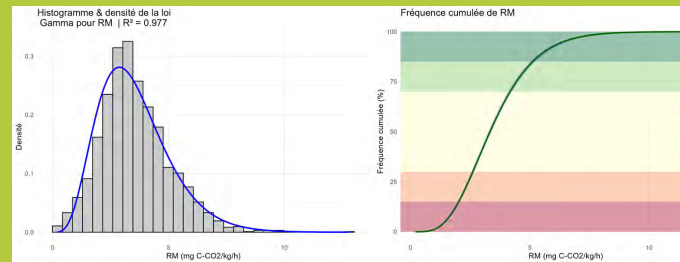 Histogramme & densité de la loi
Gamma pour RM | R² = 0.977
Densité
0.3
0.2
0.1
0.0
0
5
10
RM (mg C-CO2/kg/h)
Fréquence cumulée de RM
Fréquence cumulée (%)
100
75
50
25
0
0
5
10
RM (mg C-CO2/kg/h)